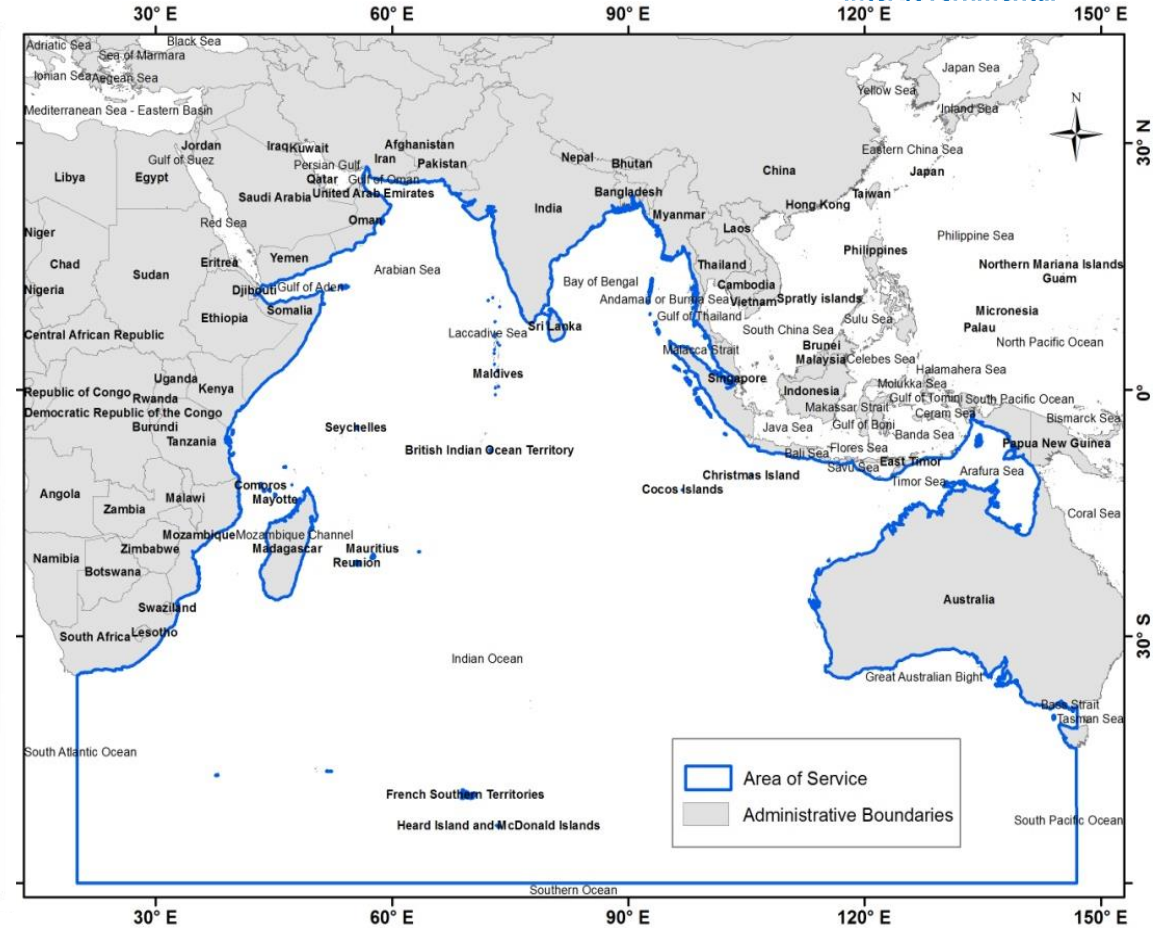 30° E
60° E
90° E
120° E
150° E
Adriatic Sea
Black Sea
Sea of Marmara
Ionian Sea
Aegean Sea
Mediterranean Sea - Eastern Basin
Japan Sea
Yellow Sea
Inland Sea
N
30° N
Jordan
Gulf of Suez
Iraq
Kuwait
Afghanistan
Iran
Persian Gulf
Pakistan
Nepal
Bhutan
China
Eastern China Sea
Japan
Libya
Egypt
Qatar
Gulf of Oman
Saudi Arabia
United Arab Emirates
Bangladesh
Taiwan
Hong Kong
India
Myanmar
Oman
Red Sea
Niger
Laos
Philippine Sea
Philippines
Chad
Sudan
Eritrea
Yemen
Arabian Sea
Thailand
Northern Mariana Islands
Guam
Nigeria
Djibouti
Gulf of Aden
Bay of Bengal
Cambodia
Andaman or Burma Sea
Vietnam
Spratly islands
Ethiopia
Somalia
Gulf of Thailand
Micronesia
Sulu Sea
Central African Republic
Laccadive Sea
Sri Lanka
South China Sea
Palau
North Pacific Ocean
Malacca Strait
Brunei
Malaysia
Celebes Sea
Halamahera Sea
Uganda
Kenya
Maldives
Singapore
Indonesia
Molukka Sea
0°
Republic of Congo
Rwanda
Gulf of Tomini
South Pacific Ocean
Democratic Republic of the Congo
Makassar Strait
Ceram Sea
Bismarck Sea
Burundi
Seychelles
Java Sea
Gulf of Boni
Banda Sea
Tanzania
British Indian Ocean Territory
Bali Sea
Flores Sea
Papua New Guinea
Savu Sea
East Timor
Arafura Sea
Christmas Island
Timor Sea
Angola
Malawi
Comoros
Mayotte
Cocos Islands
Zambia
Coral Sea
Mozambique
Mozambique Channel
Zimbabwe
Madagascar
Mauritius
Namibia
Reunion
Botswana
Swaziland
Australia
South Africa
Lesotho
30° S
Indian Ocean
Great Australian Bight
Bass Strait
Tasman Sea
South Atlantic Ocean
Area of Service
Administrative Boundaries
French Southern Territories
Heard Island and McDonald Islands
South Pacific Ocean
Southern Ocean
30° E
60° E
90° E
120° E
150° E